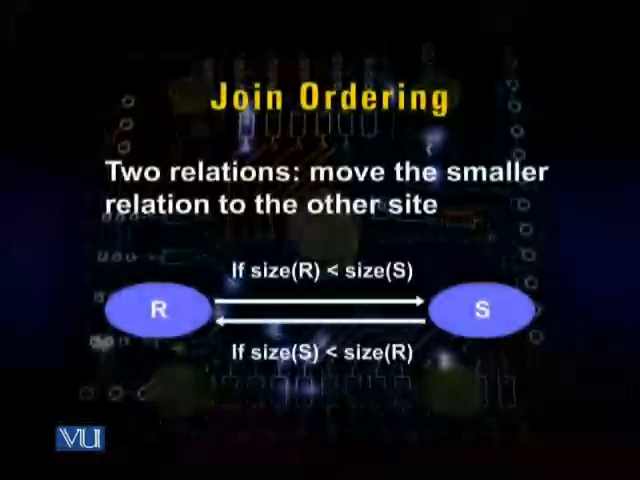 Join Ordering
Two relations: move the smaller
relation to the other site
If size(R) < size(S)
R
S
If size(S) < size(R)
VU